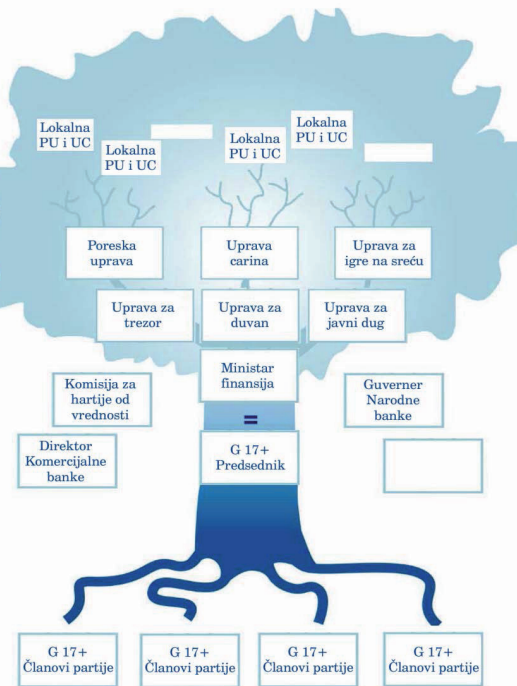 Lokalna
PU i UC
Lokalna
PU i UC
Lokalna
PU i UC
Lokalna
PU i UC
Poreska
uprava
Uprava
carina
Uprava za
igre na sreću
Uprava za
trezor
Uprava za
duvan
Uprava za
javni dug
Ministar
finansija
Komisija za
hartije od
vrednosti
Guverner
Narodne
banke
=
Direktor
Komercijalne
banke
G 17+
Predsednik
G 17+
Članovi partije
G 17+
Članovi partije
G 17+
Članovi partije
G 17+
Članovi partije